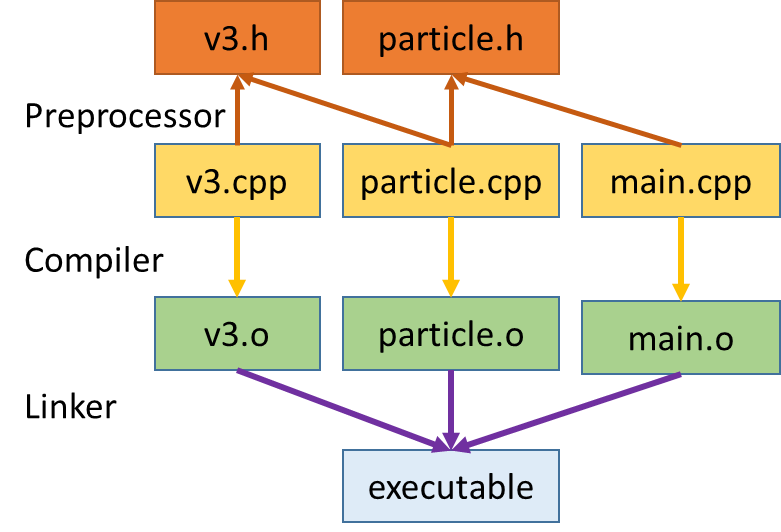 v3.h
particle.h
Preprocessor
v3.cpp
particle.cpp
main.cpp
Compiler
v3.o
particle.o
main.o
Linker
executable